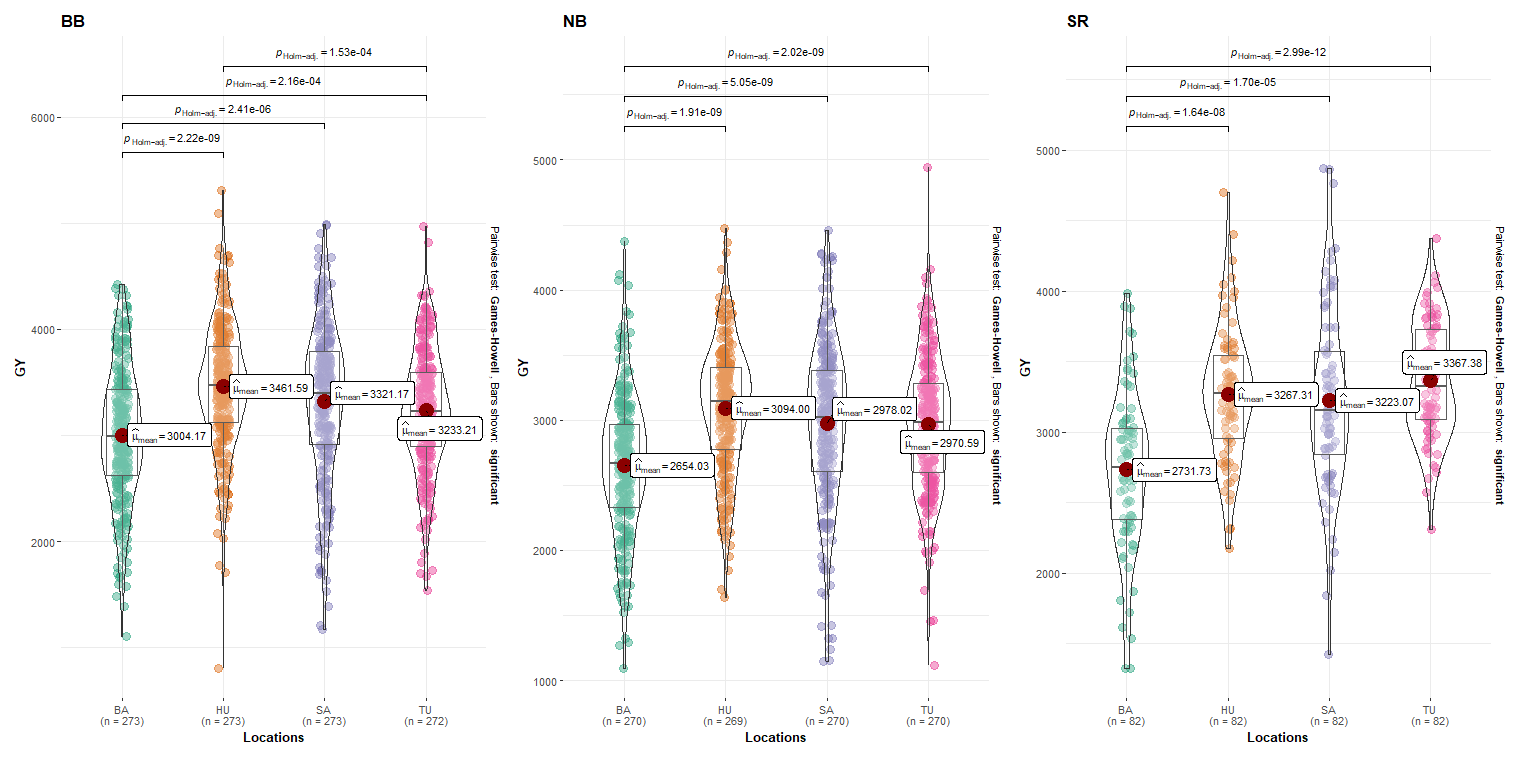 BB
p Holm−adj. = 1.53e-04
p Holm−adj. = 2.16e-04
p Holm−adj. = 2.41e-06
p Holm−adj. = 2.22e-09
6000
4000
2000
GY
μ̂ mean = 3004.17
μ̂ mean = 3461.59
μ̂ mean = 3321.17
μ̂ mean = 3233.21
BA
(n = 273)
HU
(n = 273)
SA
(n = 273)
TU
(n = 272)
Locations
Pairwise test: Games−Howell , Bars shown: significant
NB
p Holm−adj. = 2.02e-09
p Holm−adj. = 5.05e-09
p Holm−adj. = 1.91e-09
5000
4000
3000
2000
1000
GY
μ̂ mean = 2654.03
μ̂ mean = 3094.00
μ̂ mean = 2978.02
μ̂ mean = 2970.59
BA
(n = 270)
HU
(n = 269)
SA
(n = 270)
TU
(n = 270)
Locations
Pairwise test: Games−Howell , Bars shown: significant
SR
p Holm−adj. = 2.99e-12
p Holm−adj. = 1.70e-05
p Holm−adj. = 1.64e-08
5000
4000
3000
2000
GY
μ̂ mean = 2731.73
μ̂ mean = 3267.31
μ̂ mean = 3223.07
μ̂ mean = 3367.38
BA
(n = 82)
HU
(n = 82)
SA
(n = 82)
TU
(n = 82)
Locations
Pairwise test: Games−Howell , Bars shown: significant